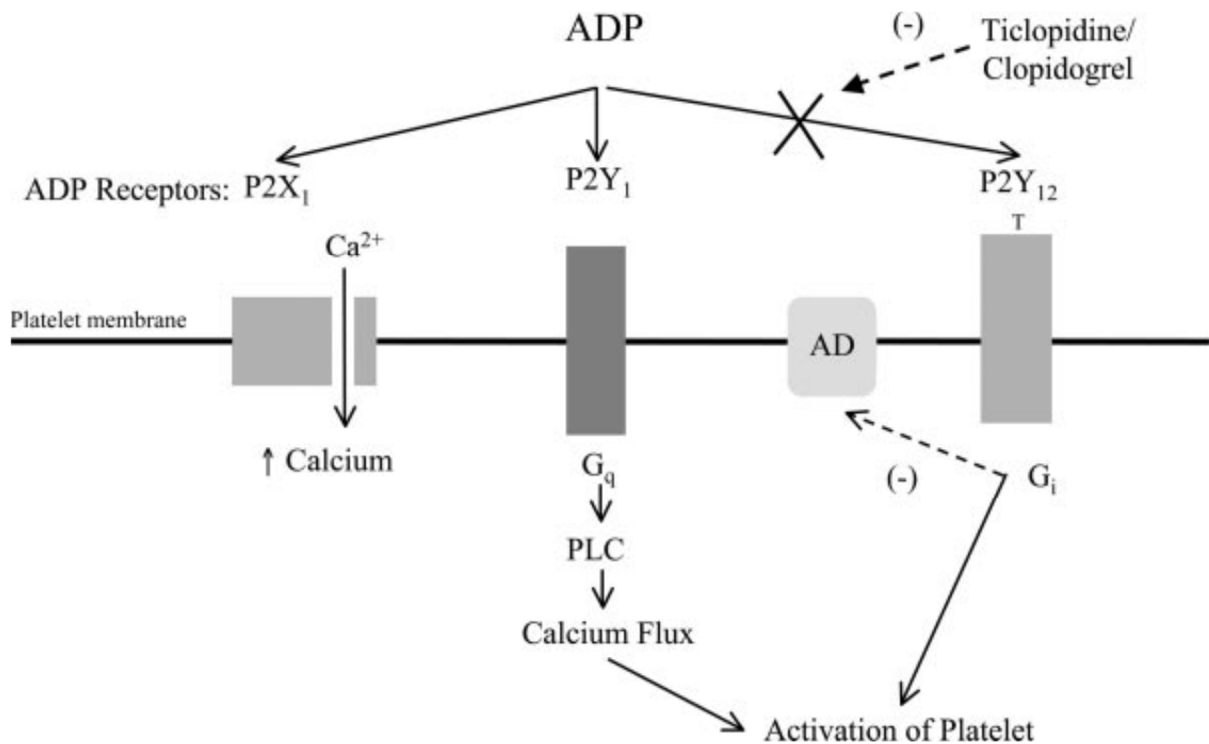 ADP
(-)
Ticlopidine/
Clopidogrel
ADP Receptors: P2X₁
P2Y₁
P2Y₁₂
T
Ca²⁺
Platelet membrane
AD
↑ Calcium
Gq
(-)
Gᵢ
PLC
Calcium Flux
Activation of Platelet